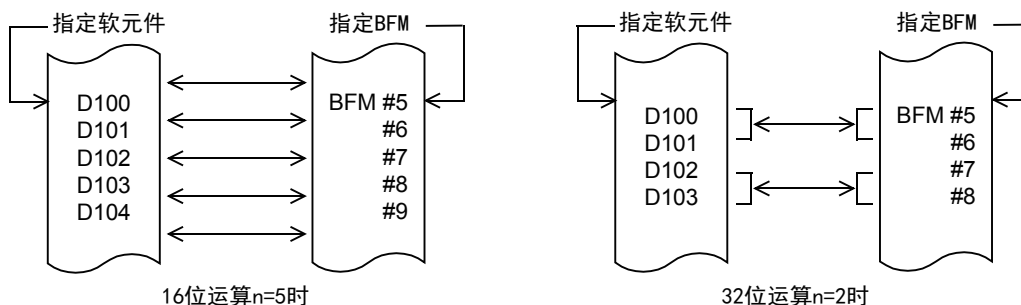 指定软元件 指定BFM
D100 BFM #5
D101 #6
D102 #7
D103 #8
D104 #9
16位运算n=5时
指定软元件 指定BFM
D100 BFM #5
D101 #6
D102 #7
D103 #8
32位运算n=2时